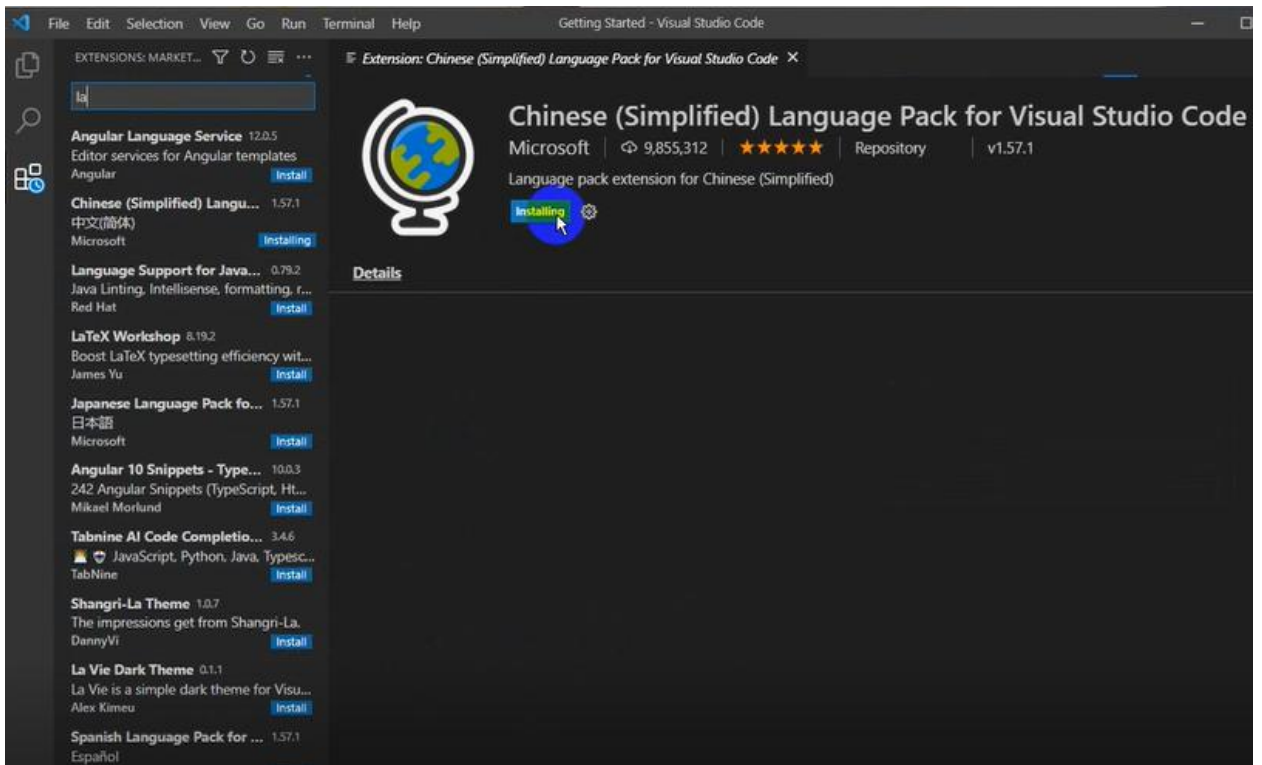 File Edit Selection View Go Run Terminal Help
Getting Started - Visual Studio Code
EXTENSIONS: MARKET...
Extension: Chinese (Simplified) Language Pack for Visual Studio Code
la
Angular Language Service 12.0.5
Editor services for Angular templates
Angular
Install
Chinese (Simplified) Langu... 1.57.1
中文(简体)
Microsoft
Installing
Language Support for Java... 0.79.2
Java Linting, Intellisense, formatting, r...
Red Hat
Install
LaTeX Workshop 8.19.2
Boost LaTeX typesetting efficiency wit...
James Yu
Install
Japanese Language Pack fo... 1.57.1
日本語
Microsoft
Install
Angular 10 Snippets - Type... 10.0.3
242 Angular Snippets (TypeScript, Ht...
Mikael Morlund
Install
Tabnine AI Code Completio... 3.4.6
JavaScript, Python, Java, Typesc...
TabNine
Install
Shangri-La Theme 1.0.7
The impressions get from Shangri-La.
DannyVi
Install
La Vie Dark Theme 0.1.1
La Vie is a simple dark theme for Visu...
Alex Kimeu
Install
Spanish Language Pack for ... 1.57.1
Español
Chinese (Simplified) Language Pack for Visual Studio Code
Microsoft 9,855,312 Repository v1.57.1
Language pack extension for Chinese (Simplified)
Installing
Details